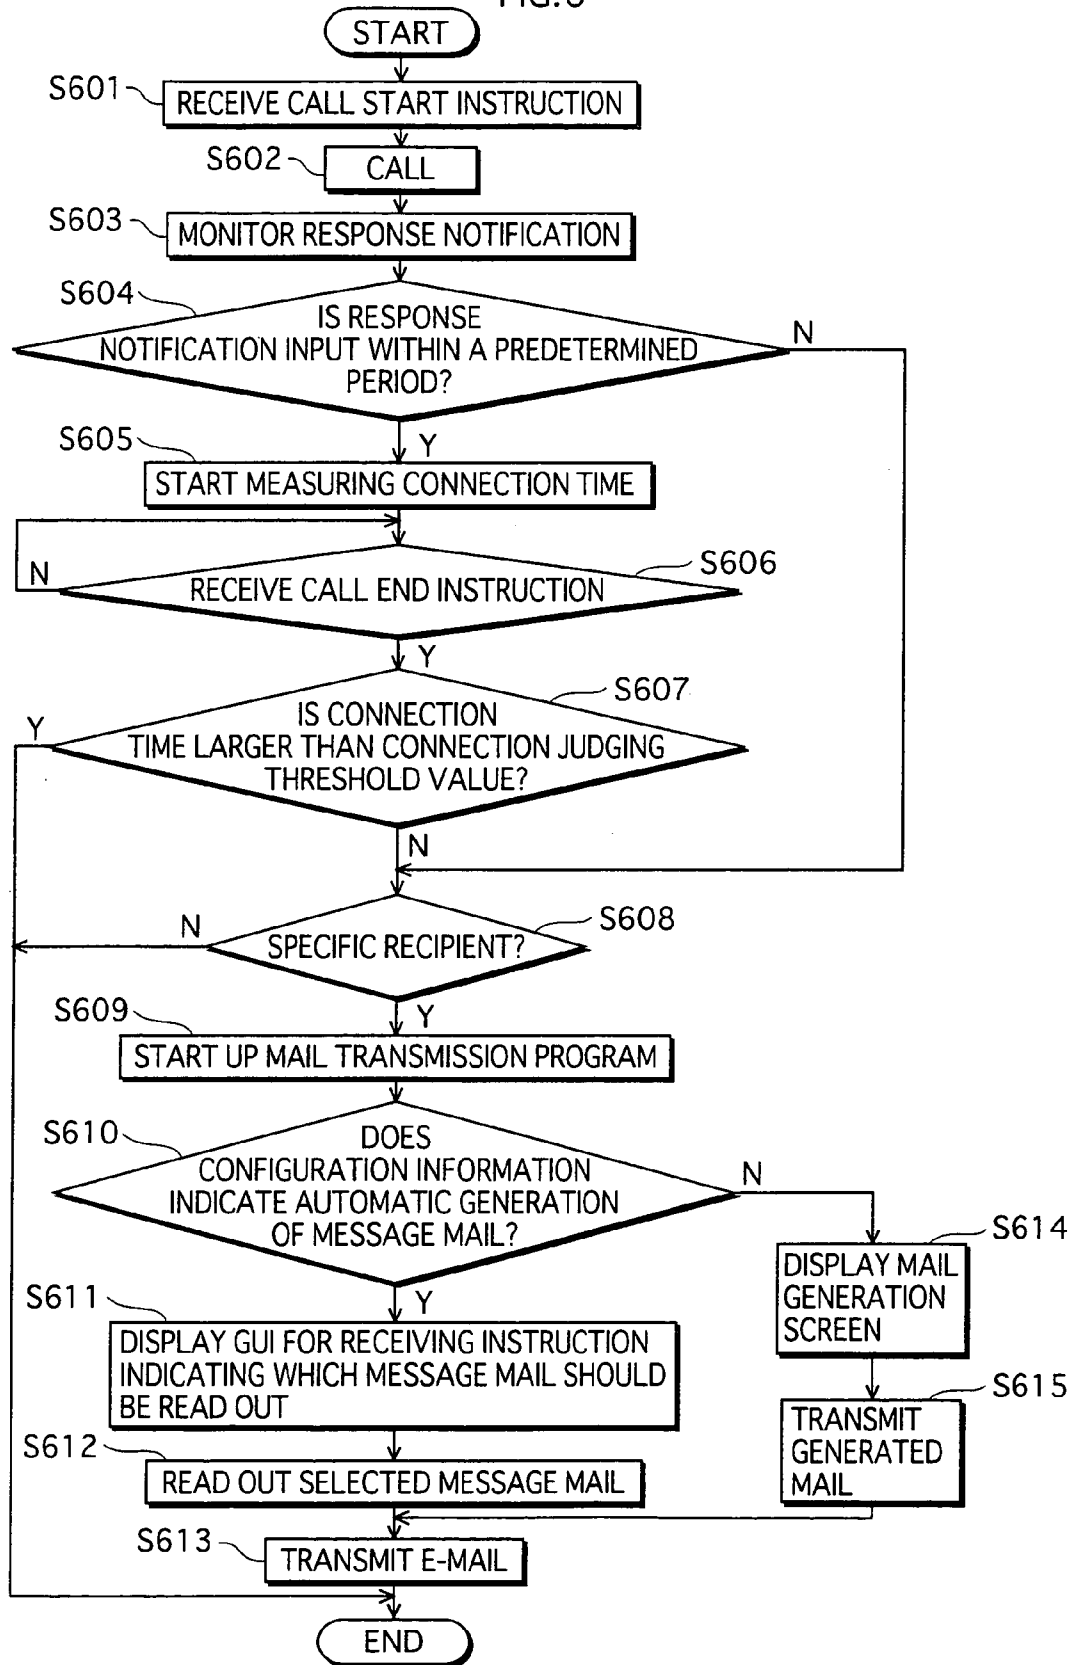 START
S601
RECEIVE CALL START INSTRUCTION
S602
CALL
S603
MONITOR RESPONSE NOTIFICATION
S604
IS RESPONSE
NOTIFICATION INPUT WITHIN A PREDETERMINED
PERIOD?
N
Y
S605
START MEASURING CONNECTION TIME
N
S606
RECEIVE CALL END INSTRUCTION
Y
S607
Y
IS CONNECTION
TIME LARGER THAN CONNECTION JUDGING
THRESHOLD VALUE?
N
S608
N
SPECIFIC RECIPIENT?
Y
S609
START UP MAIL TRANSMISSION PROGRAM
S610
DOES
CONFIGURATION INFORMATION
INDICATE AUTOMATIC GENERATION
OF MESSAGE MAIL?
N
Y
S614
DISPLAY MAIL
GENERATION
SCREEN
S611
DISPLAY GUI FOR RECEIVING INSTRUCTION
INDICATING WHICH MESSAGE MAIL SHOULD
BE READ OUT
S615
TRANSMIT
GENERATED
MAIL
S612
READ OUT SELECTED MESSAGE MAIL
S613
TRANSMIT E-MAIL
END